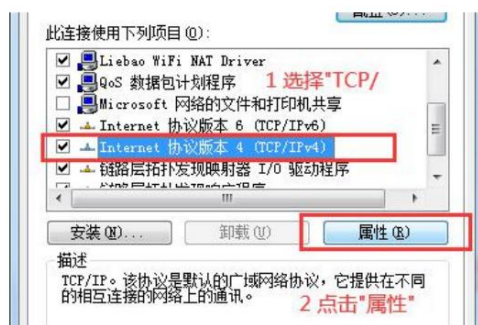 此连接使用下列项目(O):
Liebao WiFi NAT Driver
QoS 数据包计划程序
1 选择"TCP/
Microsoft 网络的文件和打印机共享
Internet 协议版本 6 (TCP/IPv6)
Internet 协议版本 4 (TCP/IPv4)
链路层拓扑发现映射器 I/O 驱动程序
安装(N)...
卸载(U)
属性(R)
描述
TCP/IP。该协议是默认的广域网络协议，它提供在不同
的相互连接的网络上的通讯。
2 点击"属性"